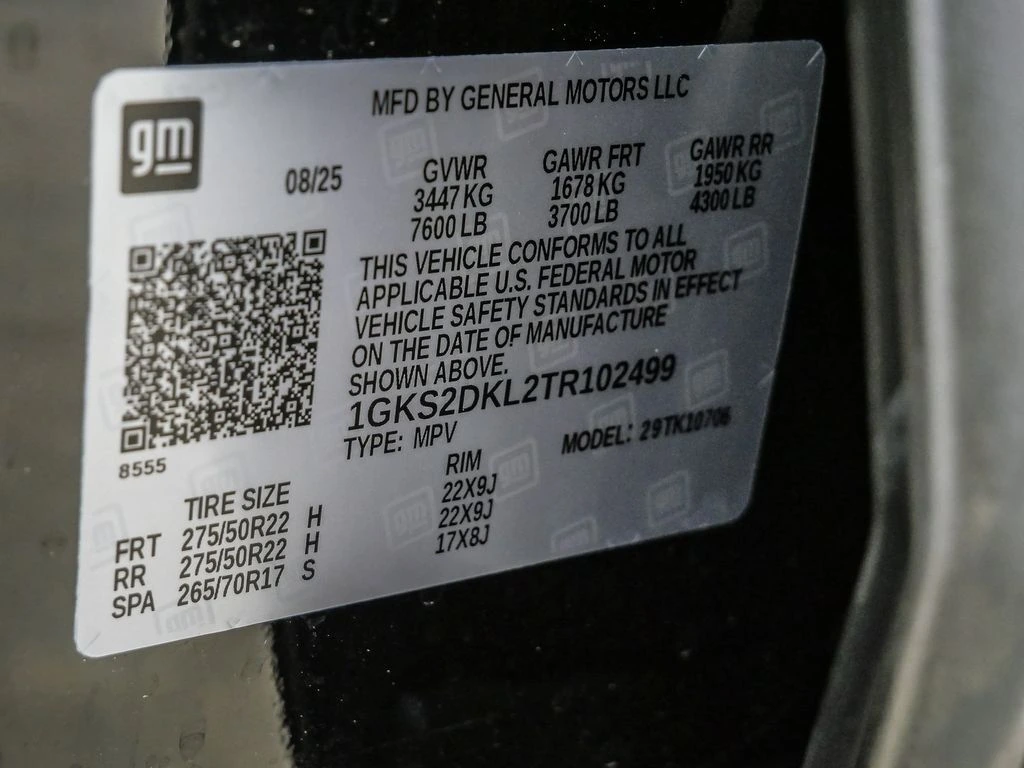 gm
MFD BY GENERAL MOTORS LLC
08/25
GVWR GAWR FRT GAWR RR
3447 KG 1678 KG 1950 KG
7600 LB 3700 LB 4300 LB
THIS VEHICLE CONFORMS TO ALL
APPLICABLE U.S. FEDERAL MOTOR
VEHICLE SAFETY STANDARDS IN EFFECT
ON THE DATE OF MANUFACTURE
SHOWN ABOVE.
1GKS2DKL2TR102499
TYPE: MPV MODEL: 29TK10706
8555
TIRE SIZE RIM
FRT 275/50R22 H 22X9J
RR 275/50R22 H 22X9J
SPA 265/70R17 S 17X8J